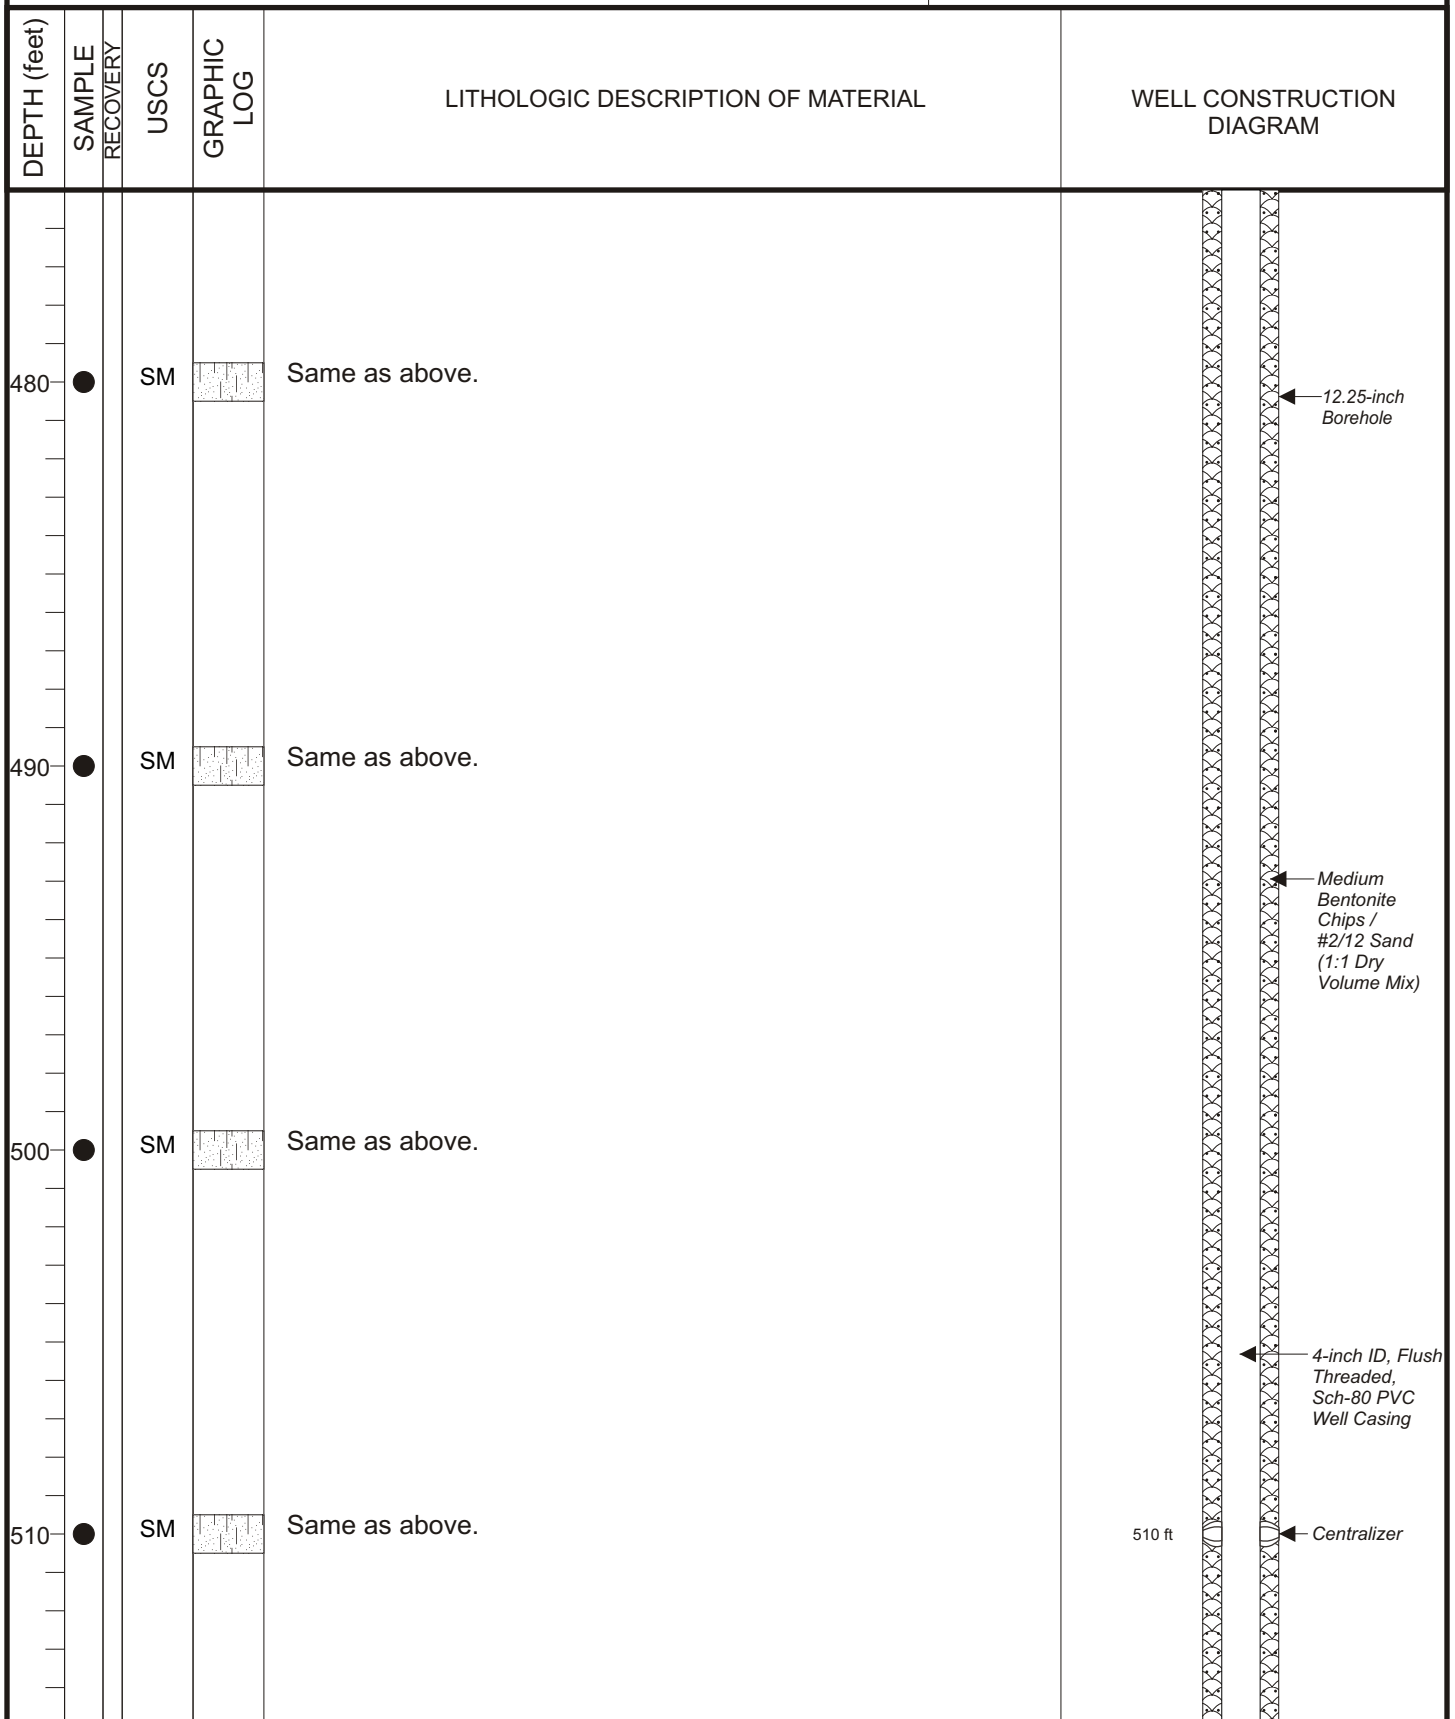 DEPTH (feet)
SAMPLE
RECOVERY
USCS
GRAPHIC
LOG
LITHOLOGIC DESCRIPTION OF MATERIAL
WELL CONSTRUCTION
DIAGRAM
480
SM
Same as above.
12.25-inch
Borehole
490
SM
Same as above.
Medium
Bentonite
Chips /
#2/12 Sand
(1:1 Dry
Volume Mix)
500
SM
Same as above.
4-inch ID, Flush
Threaded,
Sch-80 PVC
Well Casing
510
SM
Same as above.
510 ft
Centralizer